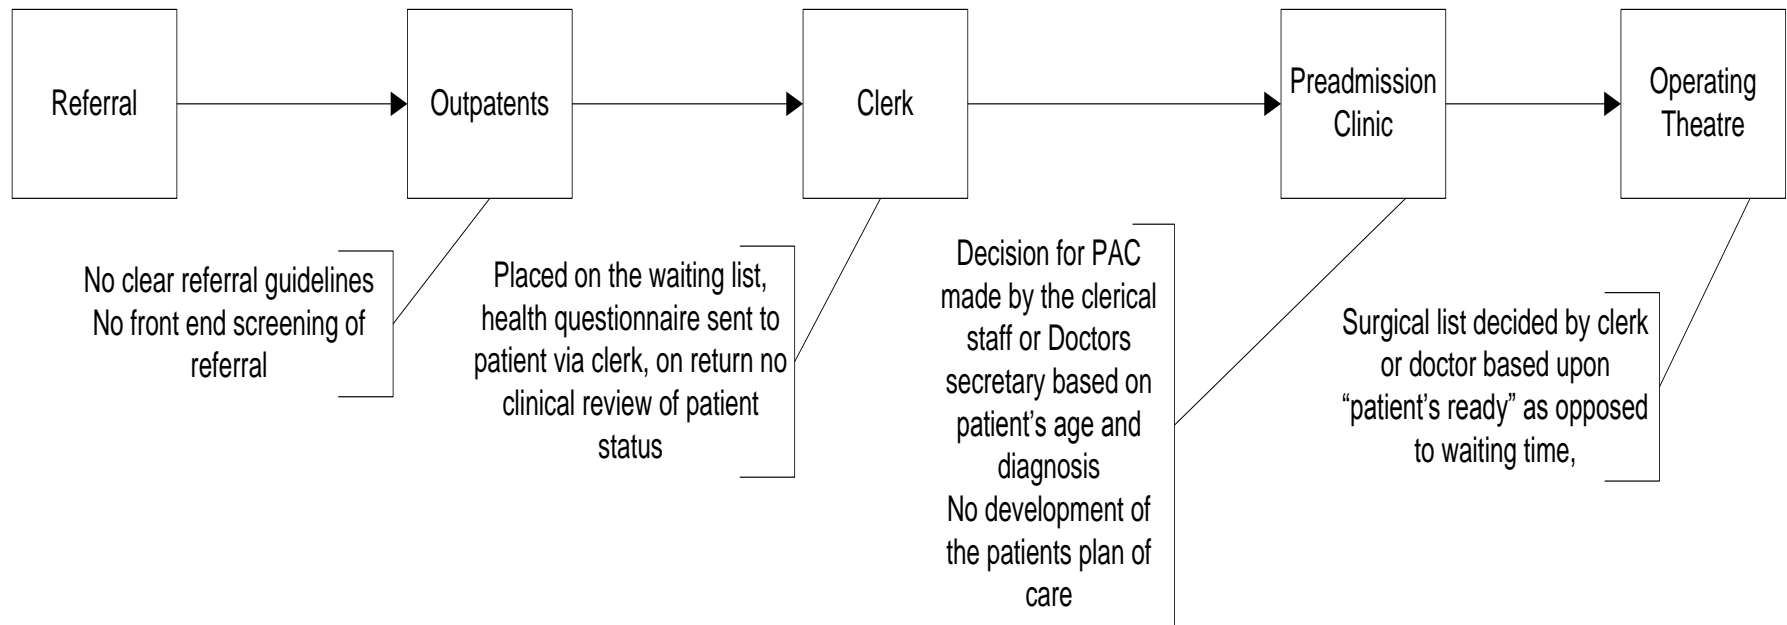 Referral
Outpatents
Clerk
Preadmission
Clinic
Operating
Theatre
No clear referral guidelines
No front end screening of
referral
Placed on the waiting list,
health questionnaire sent to
patient via clerk, on return no
clinical review of patient
status
Decision for PAC
made by the clerical
staff or Doctors
secretary based on
patient’s age and
diagnosis
No development of
the patients plan of
care
Surgical list decided by clerk
or doctor based upon
“patient’s ready” as opposed
to waiting time,